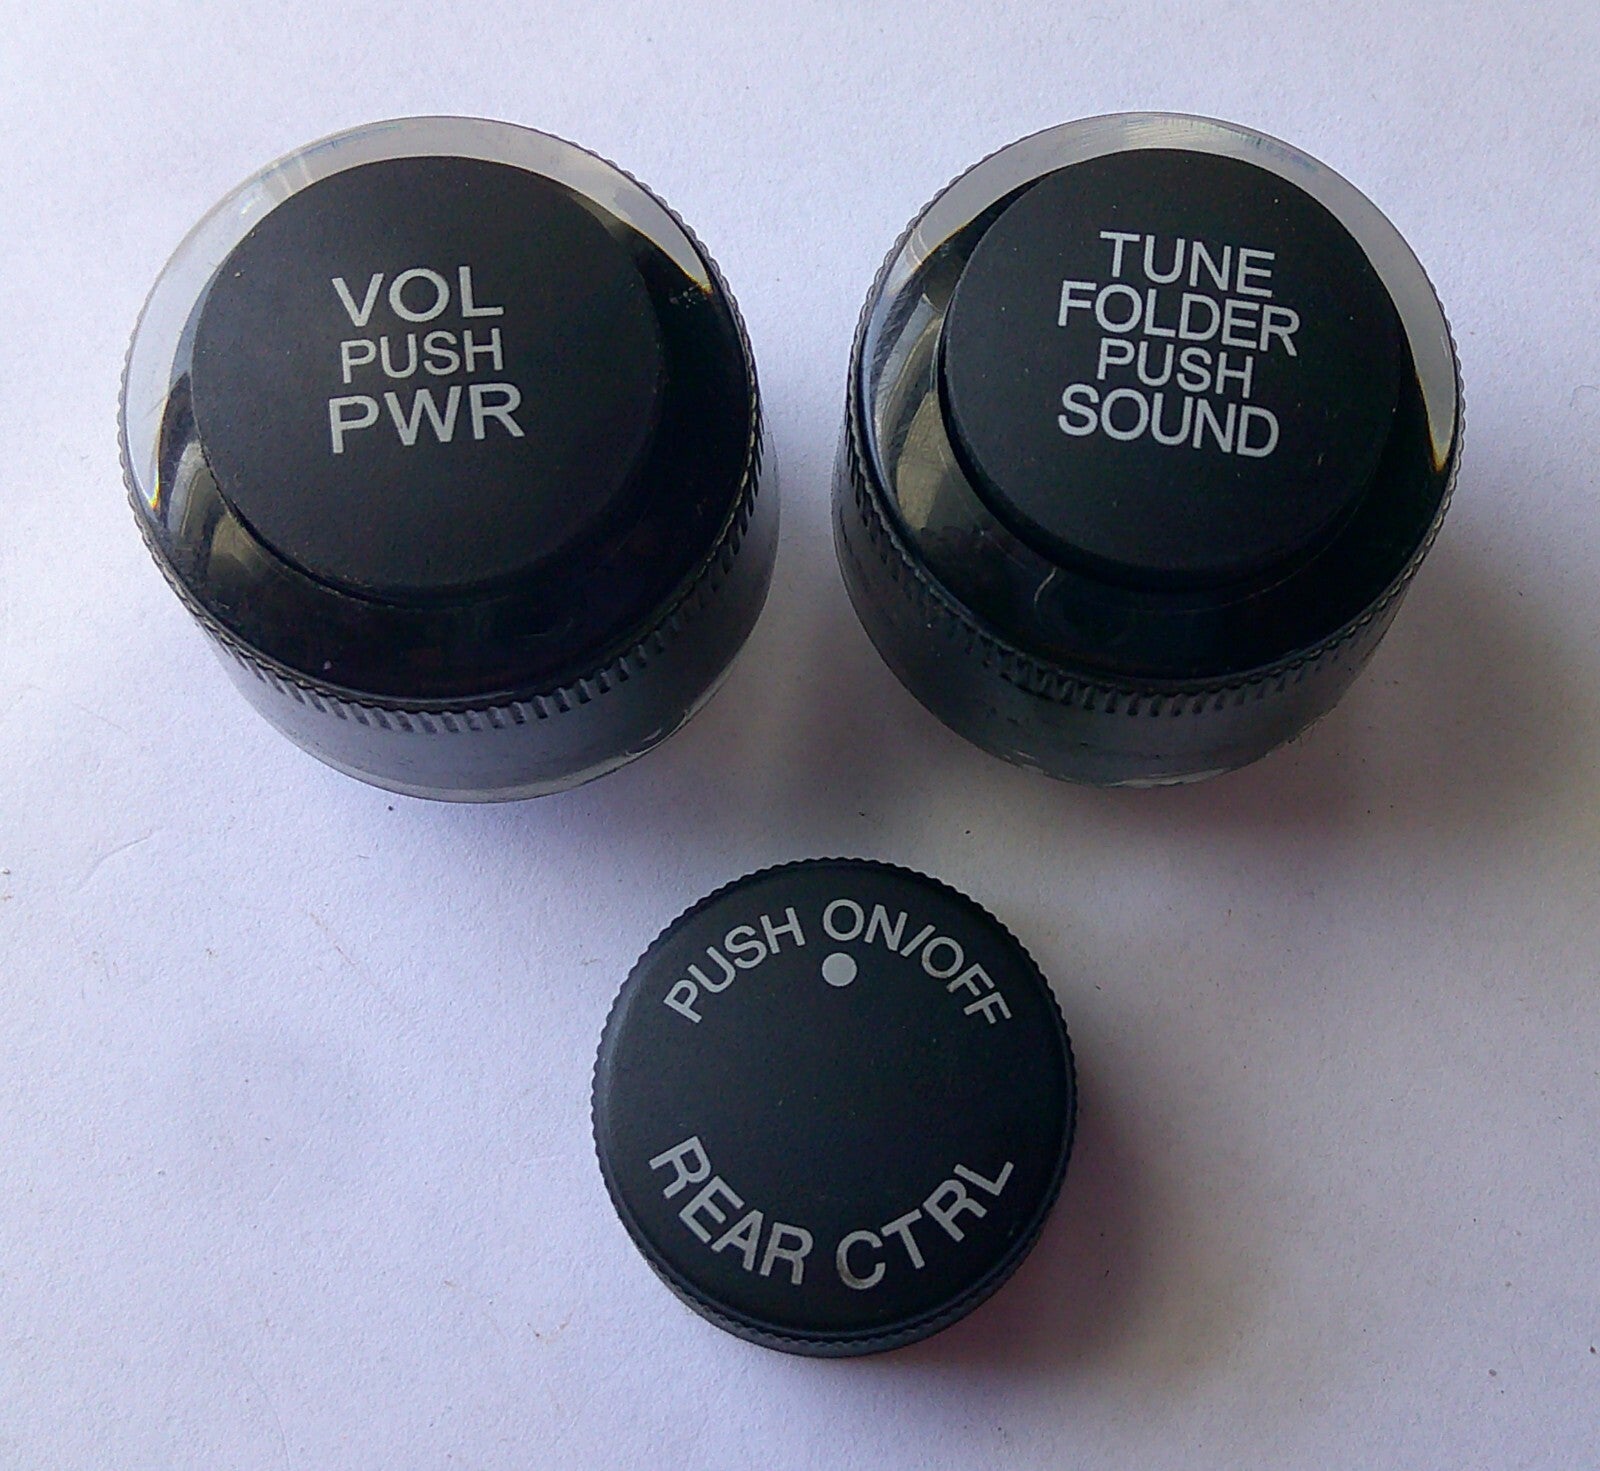 VOL
PUSH
PWR
TUNE
FOLDER
PUSH
SOUND
PUSH ON/OFF
REAR CTRL